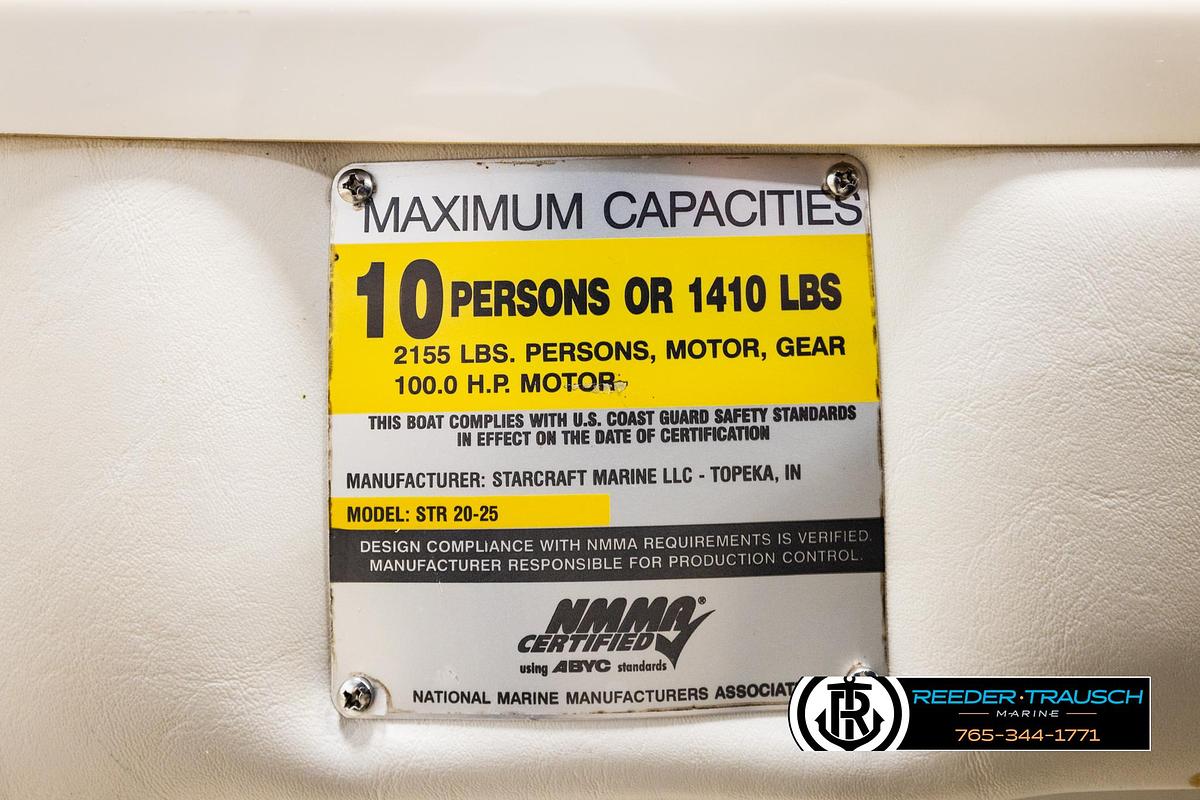 MAXIMUM CAPACITIES
10 PERSONS OR 1410 LBS
2155 LBS. PERSONS, MOTOR, GEAR
100.0 H.P. MOTOR
THIS BOAT COMPLIES WITH U.S. COAST GUARD SAFETY STANDARDS
IN EFFECT ON THE DATE OF CERTIFICATION
MANUFACTURER: STARCRAFT MARINE LLC - TOPEKA, IN
MODEL: STR 20-25
DESIGN COMPLIANCE WITH NMMA REQUIREMENTS IS VERIFIED.
MANUFACTURER RESPONSIBLE FOR PRODUCTION CONTROL.
NMMA®
CERTIFIED
using ABYC standards
NATIONAL MARINE MANUFACTURERS
TR
REEDER·TRAUSCH
MARINE
765-344-1771